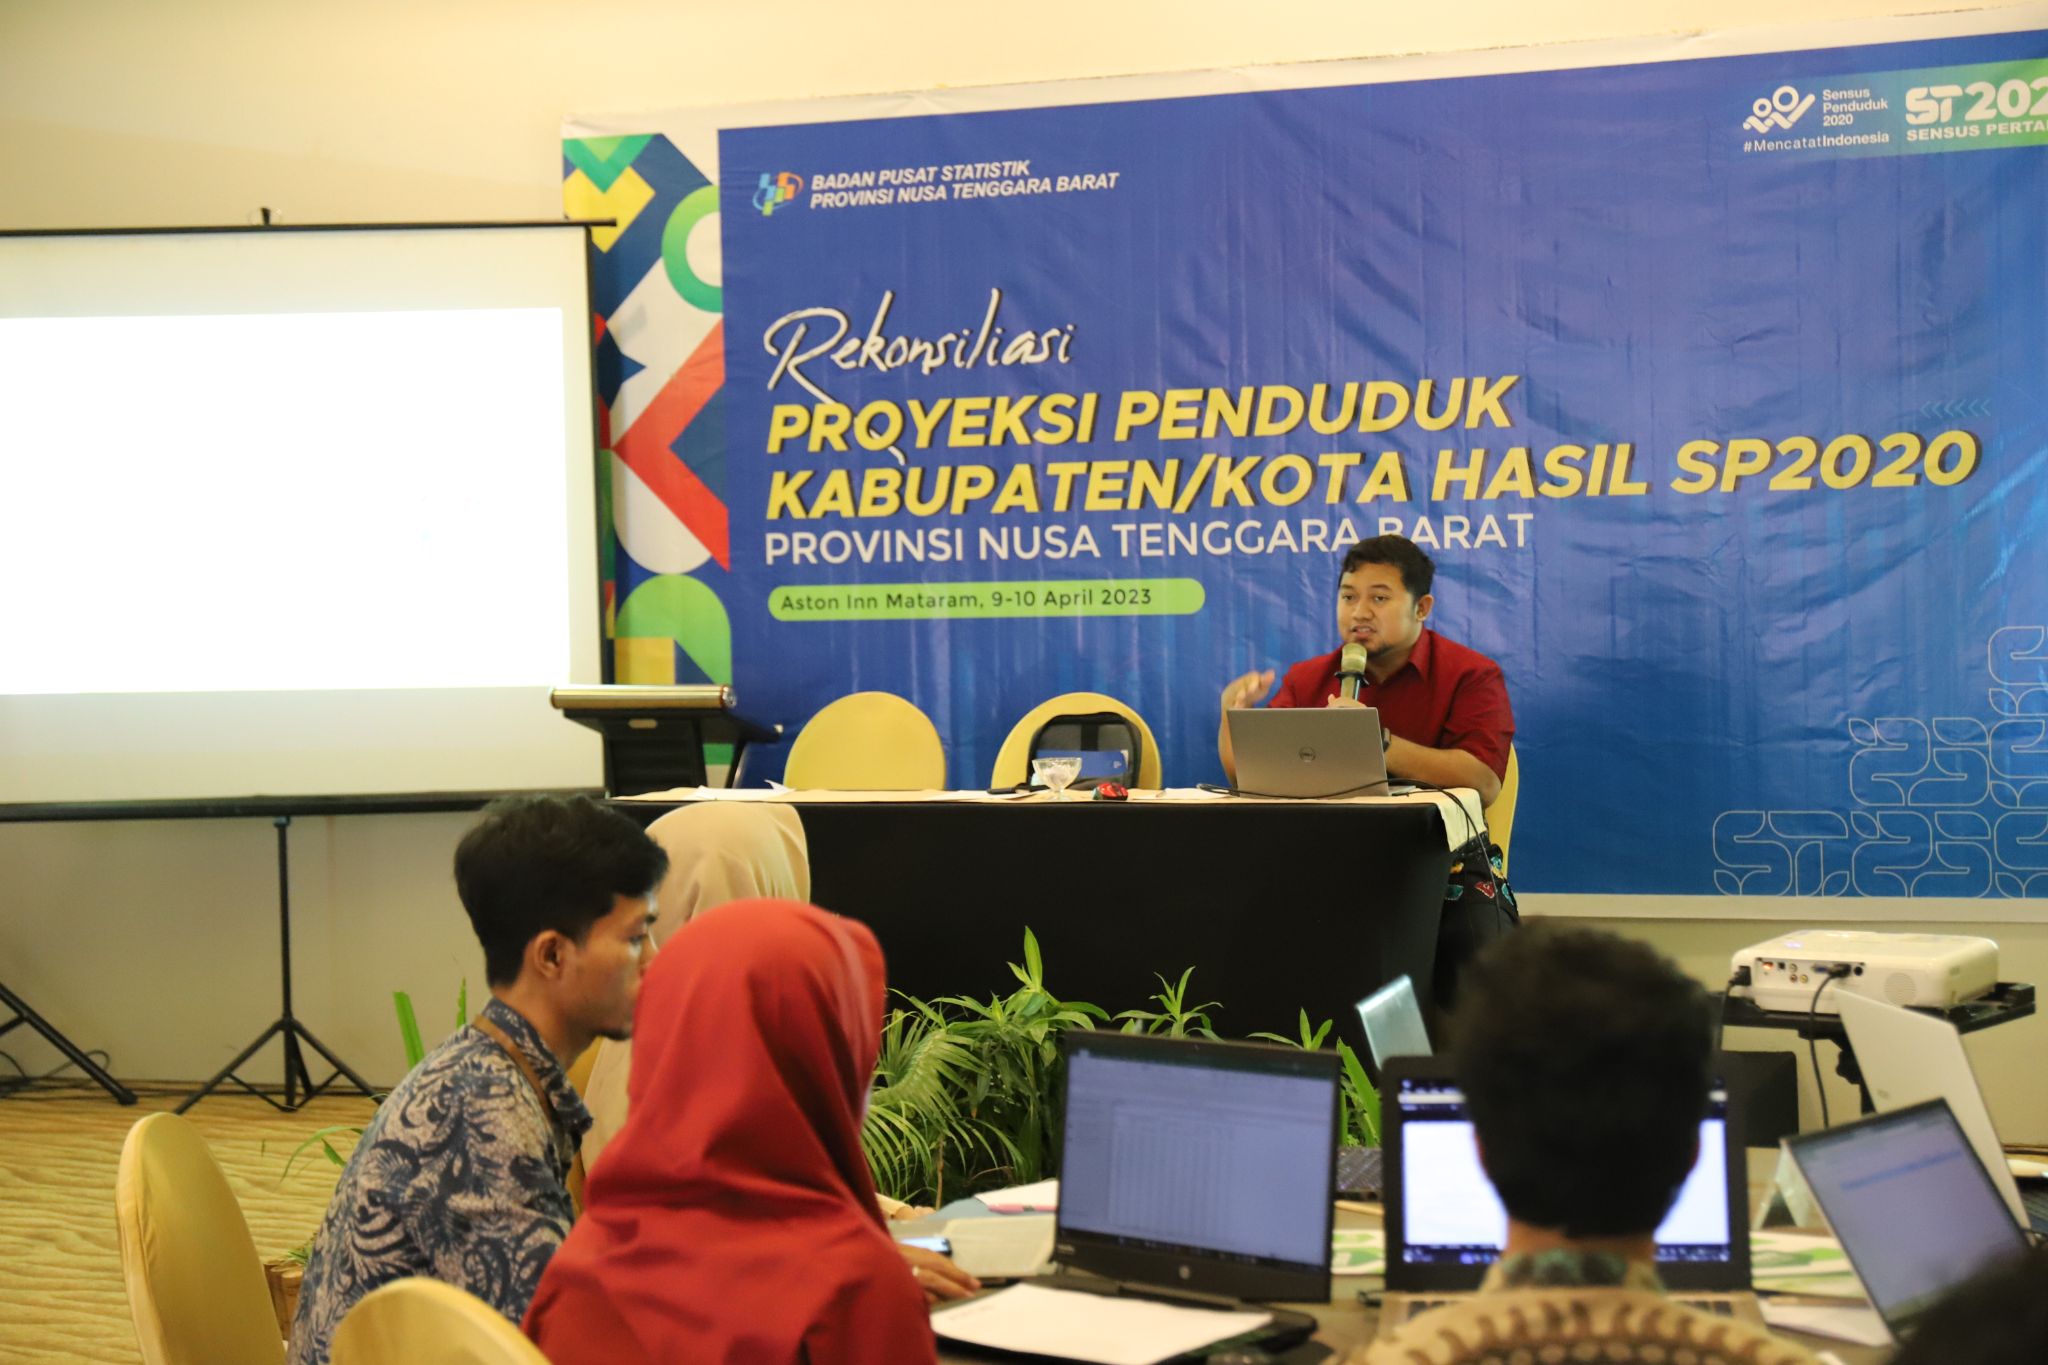 BADAN PUSAT STATISTIK
PROVINSI NUSA TENGGARA BARAT
Sensus
Penduduk
2020
#MencatatIndonesia
ST202
SENSUS PERTA
Rekonsiliasi
PROYEKSI PENDUDUK
KABUPATEN/KOTA HASIL SP2020
PROVINSI NUSA TENGGARA BARAT
Aston Inn Mataram, 9-10 April 2023